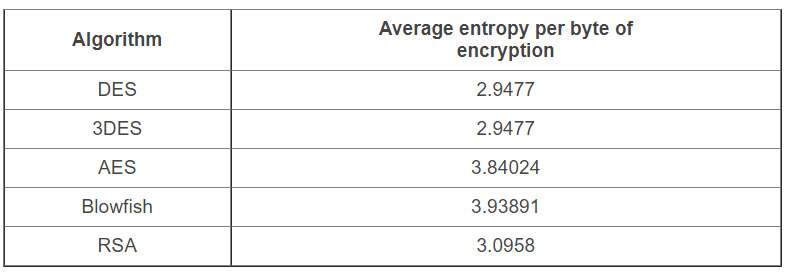 Algorithm Average entropy per byte of
encryption
DES 2.9477
3DES 2.9477
AES 3.84024
Blowfish 3.93891
RSA 3.0958